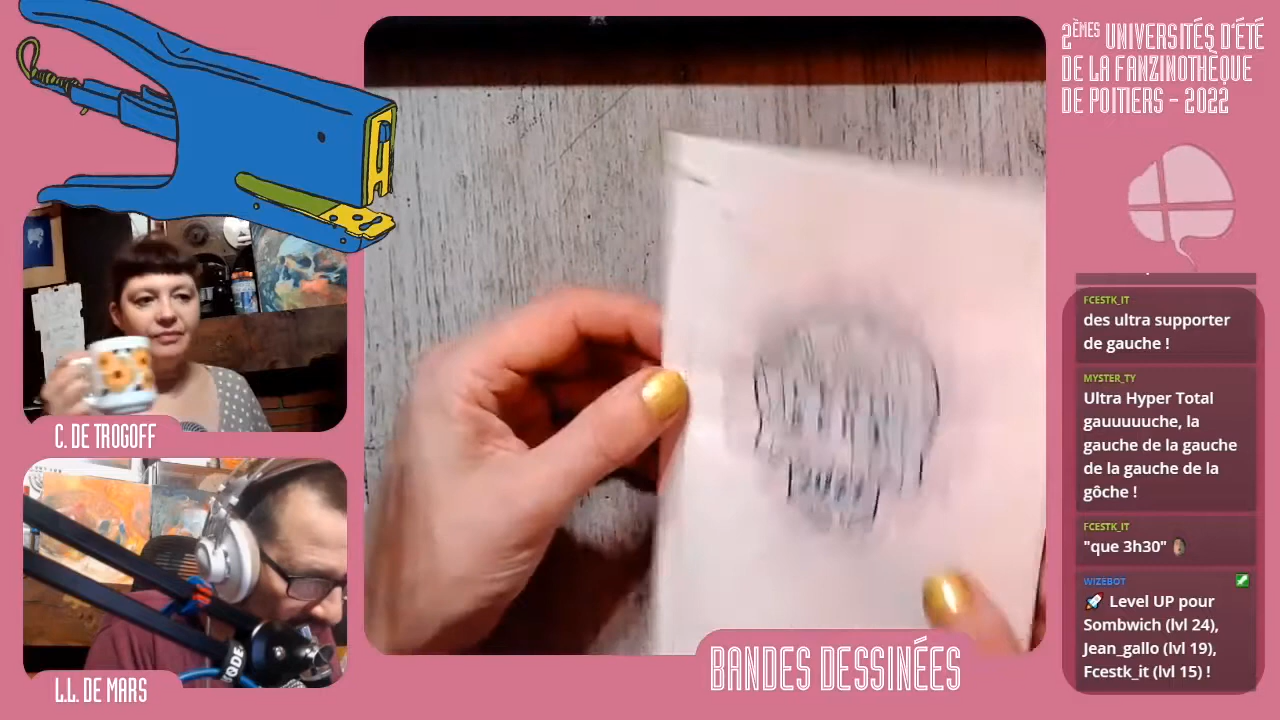 2ÈMES UNIVERSITÉS D'ÉTÉ
DE LA FANZINOTHÈQUE
DE POITIERS - 2022
C. DE TROGOFF
L.L. DE MARS
BANDES DESSINÉES
FCESTK_IT
des ultra supporter
de gauche !
MYSTER_TY
Ultra Hyper Total
gauuuuuche, la
gauche de la gauche
de la gauche de la
gôche !
FCESTK_IT
"que 3h30"
WIZEBOT
🚀 Level UP pour
Sombwich (lvl 24),
Jean_gallo (lvl 19),
Fcestk_it (lvl 15) !